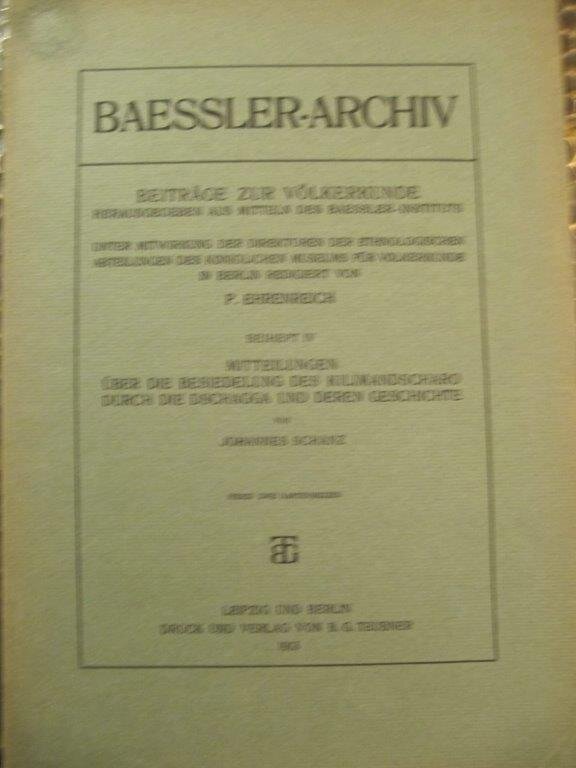 BAESSLER-ARCHIV
BEITRÄGE ZUR VÖLKERKUNDE
HERAUSGEGEBEN AUS MITTELN DES BAESSLER-INSTITUTS
UNTER MITWIRKUNG DER DIREKTOREN DER ETHNOLOGISCHEN
ABTEILUNGEN DES KÖNIGLICHEN MUSEUMS FÜR VÖLKERKUNDE
IN BERLIN REDIGIERT VON
P. EHRENREICH
BEIHEFT IV
MITTEILUNGEN
ÜBER DIE BESIEDELUNG DES KILIMANDSCHARO
DURCH DIE DSCHAGGA UND DEREN GESCHICHTE
VON
JOHANNES SCHANZ
LEIPZIG UND BERLIN
DRUCK UND VERLAG VON B. G. TEUBNER